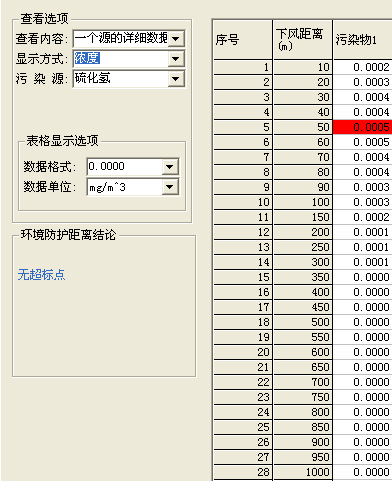 查看选项
查看内容: 一个源的详细数据
显示方式: 浓度
污 染 源: 硫化氢
表格显示选项
数据格式: 0.0000
数据单位: mg/m^3
环境防护距离结论
无超标点
序号 下风距离(m) 污染物1
1 10 0.0002
2 20 0.0003
3 30 0.0004
4 40 0.0004
5 50 0.0005
6 60 0.0005
7 70 0.0004
8 80 0.0004
9 90 0.0003
10 100 0.0003
11 150 0.0002
12 200 0.0001
13 250 0.0001
14 300 0.0001
15 350 0.0000
16 400 0.0000
17 450 0.0000
18 500 0.0000
19 550 0.0000
20 600 0.0000
21 650 0.0000
22 700 0.0000
23 750 0.0000
24 800 0.0000
25 850 0.0000
26 900 0.0000
27 950 0.0000
28 1000 0.0000